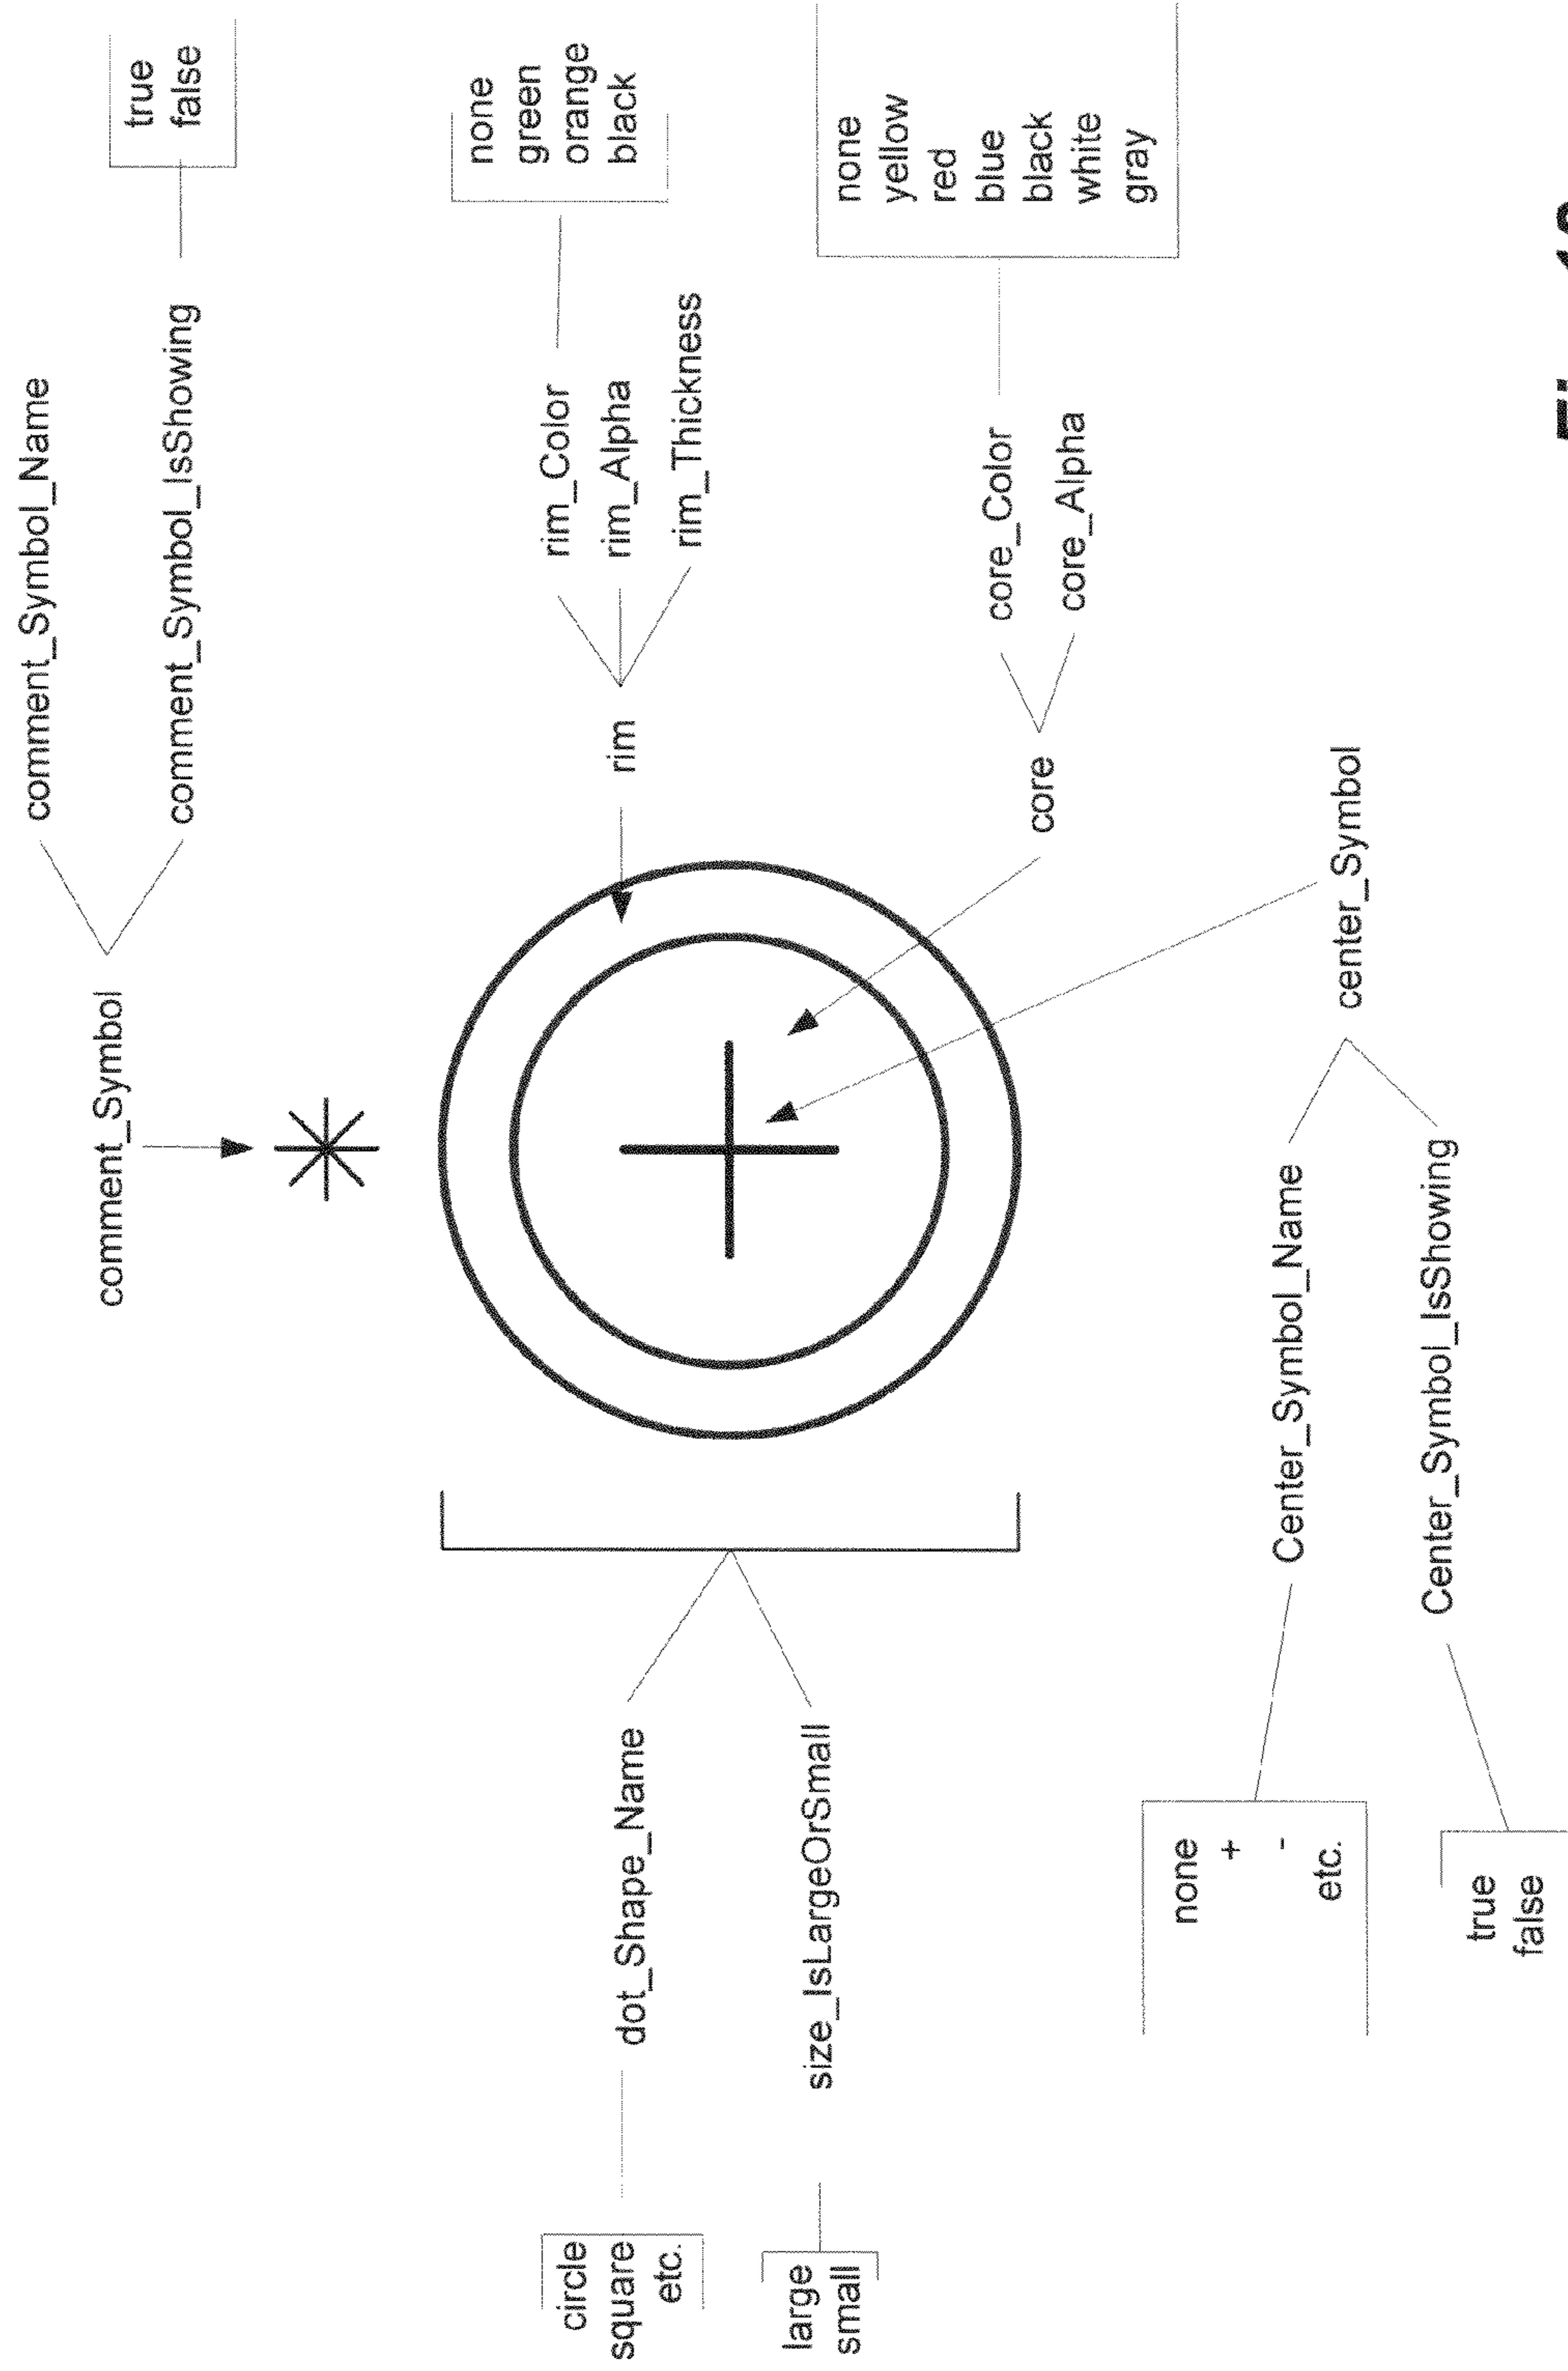 comment_Symbol
comment_Symbol_Name
comment_Symbol_IsShowing
true
false
dot_Shape_Name
circle
square
etc.
size_IsLargeOrSmall
large
small
rim
rim_Color
rim_Alpha
rim_Thickness
none
green
orange
black
core
core_Color
core_Alpha
none
yellow
red
blue
black
white
gray
center_Symbol
Center_Symbol_Name
none
+
-
etc.
Center_Symbol_IsShowing
true
false